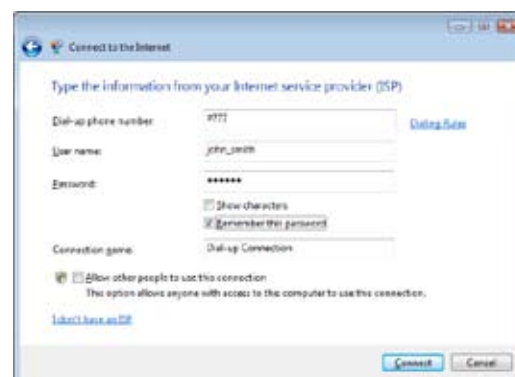 Connect to the Internet
Type the information from your Internet service provider (ISP)
Dial-up phone number:
#777
Dialing Rules
User name:
john_smith
Password:
••••••
Show characters
Remember this password
Connection name:
Dial-up Connection
Allow other people to use this connection
This option allows anyone with access to this computer to use this connection.
I don't have an ISP
Connect
Cancel